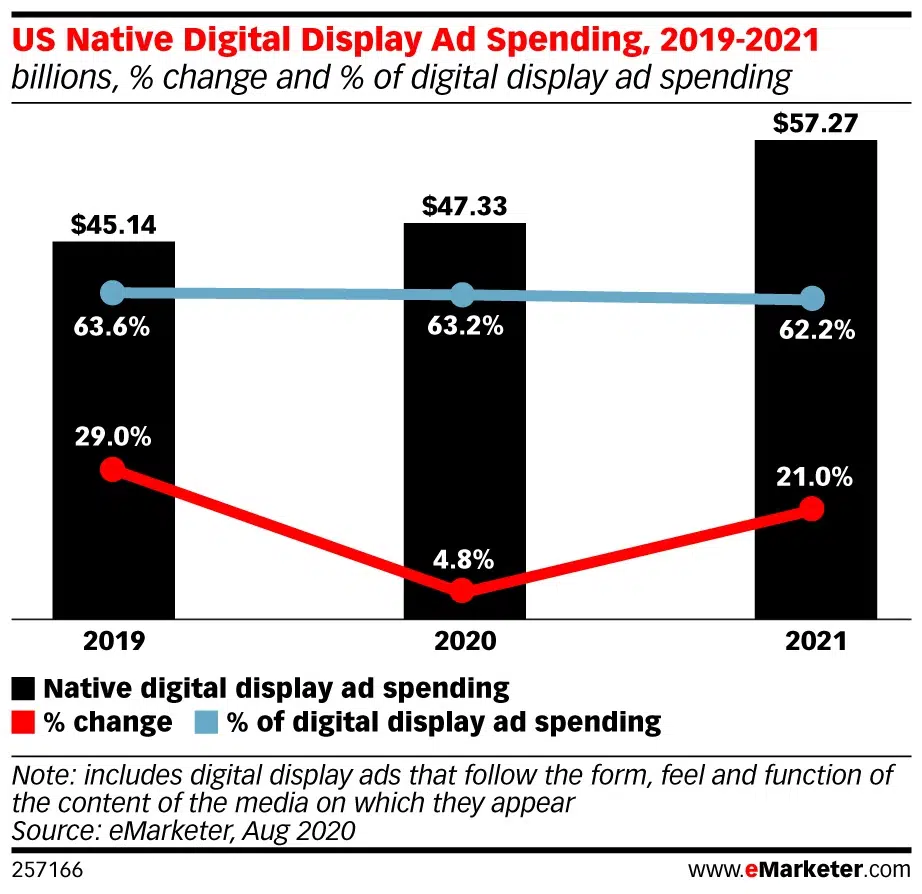 US Native Digital Display Ad Spending, 2019-2021
billions, % change and % of digital display ad spending
$57.27
$47.33
$45.14
63.6%
63.2%
62.2%
29.0%
21.0%
4.8%
2019
2020
2021
Native digital display ad spending
% change
% of digital display ad spending
Note: includes digital display ads that follow the form, feel and function of
the content of the media on which they appear
Source: eMarketer, Aug 2020
257166
www.eMarketer.com